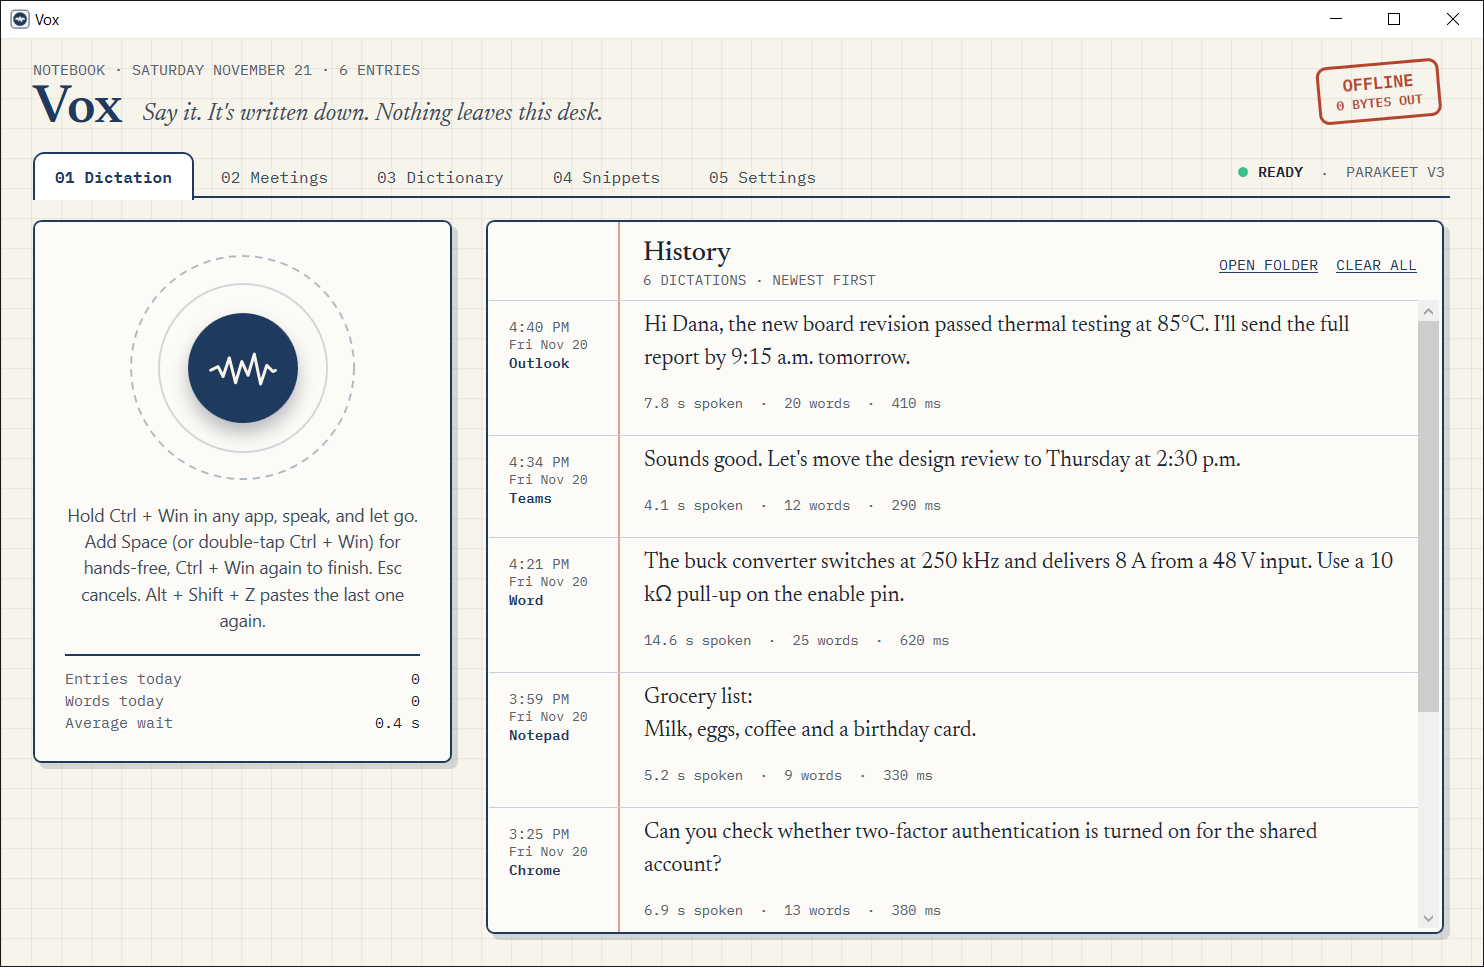 Vox
NOTEBOOK · SATURDAY NOVEMBER 21 · 6 ENTRIES
Vox Say it. It's written down. Nothing leaves this desk.
OFFLINE
0 BYTES OUT
01 Dictation 02 Meetings 03 Dictionary 04 Snippets 05 Settings
READY · PARAKEET V3
Hold Ctrl + Win in any app, speak, and let go.
Add Space (or double-tap Ctrl + Win) for
hands-free, Ctrl + Win again to finish. Esc
cancels. Alt + Shift + Z pastes the last one
again.
Entries today 0
Words today 0
Average wait 0.4 s
History
6 DICTATIONS · NEWEST FIRST
OPEN FOLDER CLEAR ALL
4:40 PM
Fri Nov 20
Outlook
Hi Dana, the new board revision passed thermal testing at 85°C. I'll send the full
report by 9:15 a.m. tomorrow.
7.8 s spoken · 20 words · 410 ms
4:34 PM
Fri Nov 20
Teams
Sounds good. Let's move the design review to Thursday at 2:30 p.m.
4.1 s spoken · 12 words · 290 ms
4:21 PM
Fri Nov 20
Word
The buck converter switches at 250 kHz and delivers 8 A from a 48 V input. Use a 10
kΩ pull-up on the enable pin.
14.6 s spoken · 25 words · 620 ms
3:59 PM
Fri Nov 20
Notepad
Grocery list:
Milk, eggs, coffee and a birthday card.
5.2 s spoken · 9 words · 330 ms
3:25 PM
Fri Nov 20
Chrome
Can you check whether two-factor authentication is turned on for the shared
account?
6.9 s spoken · 13 words · 380 ms